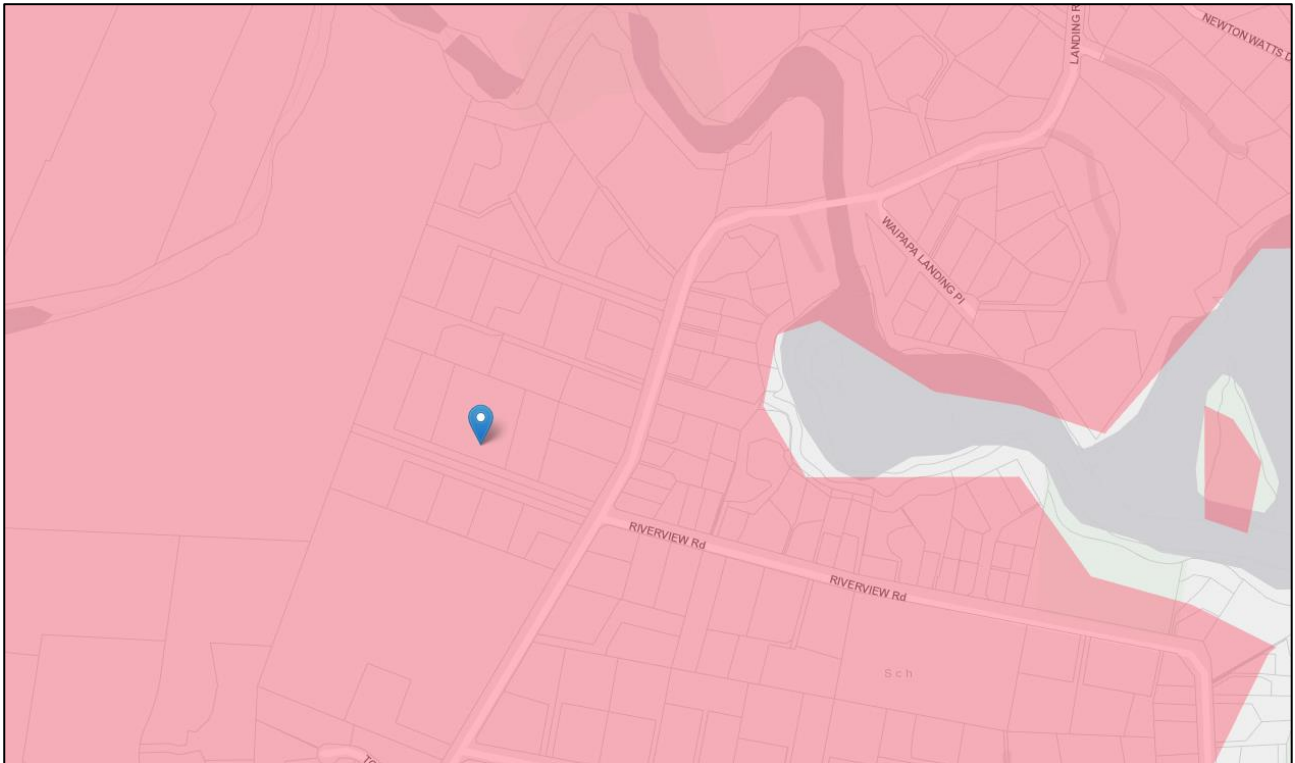 NEWTON WATTS D
LANDING R
WAIPAPA LANDING Pl
RIVERVIEW Rd
RIVERVIEW Rd
Sch